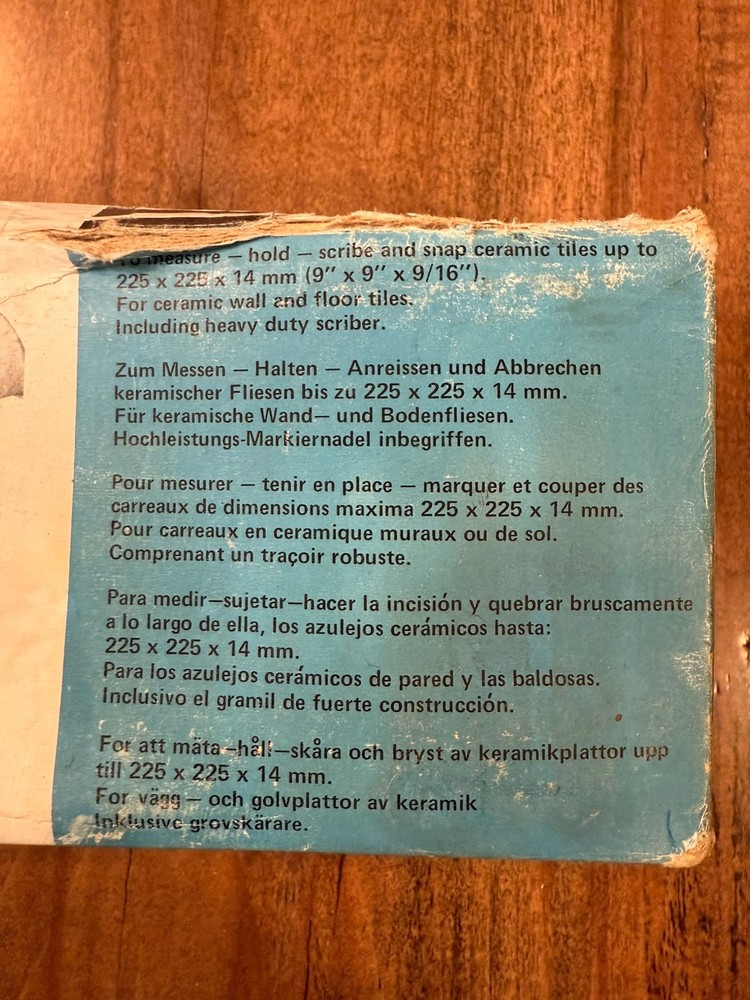 To measure — hold — scribe and snap ceramic tiles up to
225 x 225 x 14 mm (9″ x 9″ x 9/16″).
For ceramic wall and floor tiles.
Including heavy duty scriber.
Zum Messen — Halten — Anreissen und Abbrechen
keramischer Fliesen bis zu 225 x 225 x 14 mm.
Für keramische Wand— und Bodenfliesen.
Hochleistungs-Markiernadel inbegriffen.
Pour mesurer — tenir en place — marquer et couper des
carreaux de dimensions maxima 225 x 225 x 14 mm.
Pour carreaux en ceramique muraux ou de sol.
Comprenant un traçoir robuste.
Para medir—sujetar—hacer la incisión y quebrar bruscamente
a lo largo de ella, los azulejos cerámicos hasta:
225 x 225 x 14 mm.
Para los azulejos cerámicos de pared y las baldosas.
Inclusivo el gramil de fuerte construcción.
For att mäta—håll—skåra och bryst av keramikplattor upp
till 225 x 225 x 14 mm.
For vägg — och golvplattor av keramik
Inklusive grovskärare.